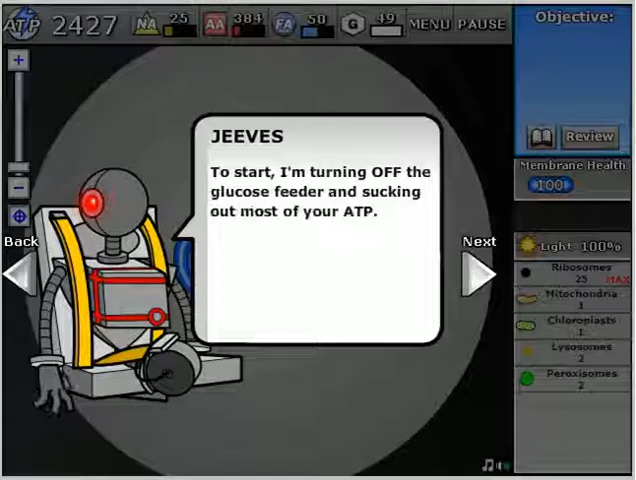 ATP 2427 NA 25 AA 384 FA 50 G 49 MENU PAUSE
Objective:
Review
Membrane Health
100
JEEVES
To start, I'm turning OFF the
glucose feeder and sucking
out most of your ATP.
Back
Next
Light 100%
Ribosomes
25 MAX
Mitochondria
1
Chloroplasts
1
Lysosomes
2
Peroxisomes
2